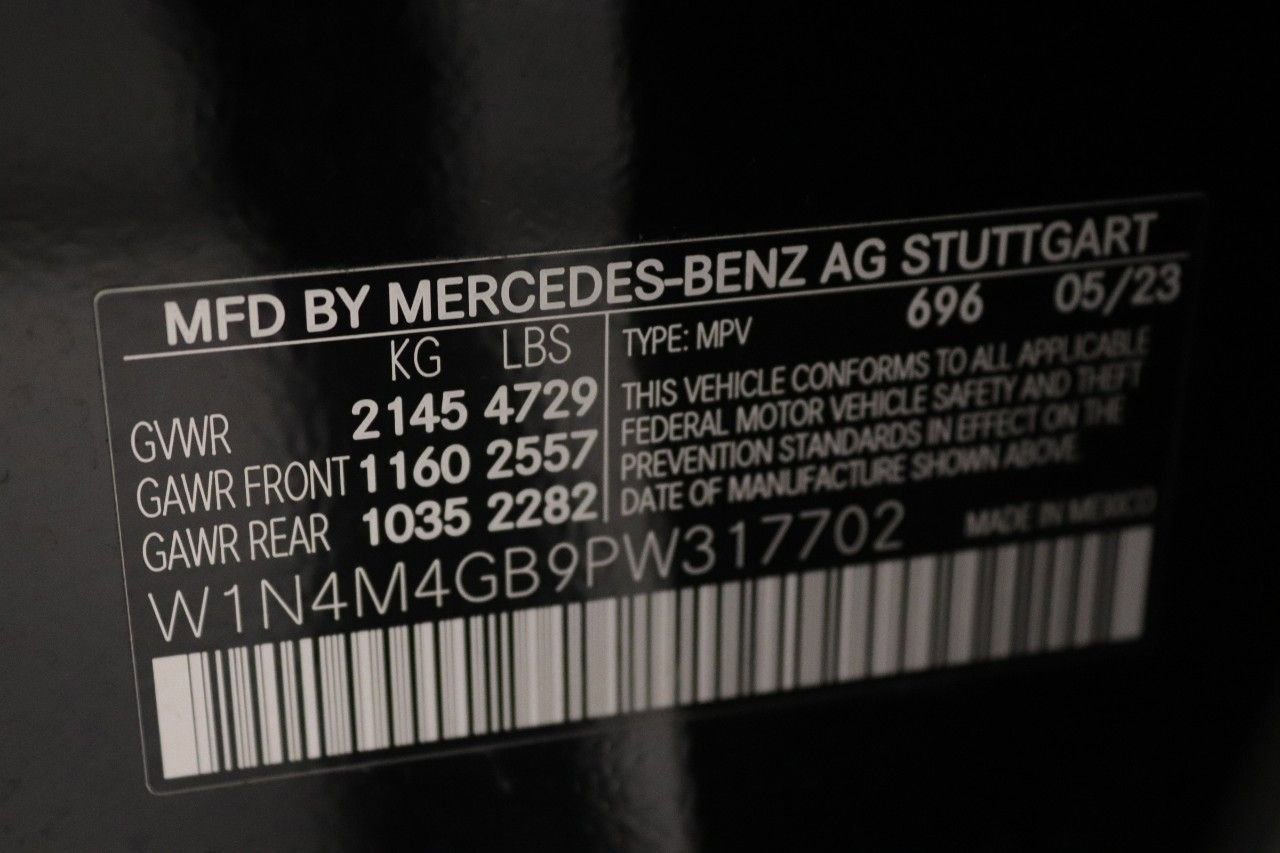 MFD BY MERCEDES-BENZ AG STUTTGART
KG LBS
GVWR 2145 4729
GAWR FRONT 1160 2557
GAWR REAR 1035 2282
696 05/23
TYPE: MPV
THIS VEHICLE CONFORMS TO ALL APPLICABLE
FEDERAL MOTOR VEHICLE SAFETY AND THEFT
PREVENTION STANDARDS IN EFFECT ON THE
DATE OF MANUFACTURE SHOWN ABOVE.
MADE IN MEXICO
W1N4M4GB9PW317702